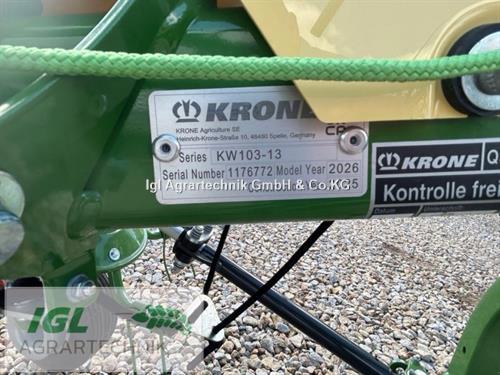 KRONE
KRONE Agriculture SE
Heinrich-Krone-Straße 10, 48480 Spelle, Germany
Series KW103-13
Serial Number 1176772 Model Year 2026
Igl Agrartechnik GmbH & Co.KG
KRONE
Kontrolle frei
Datum
IGL
AGRARTECHNIK